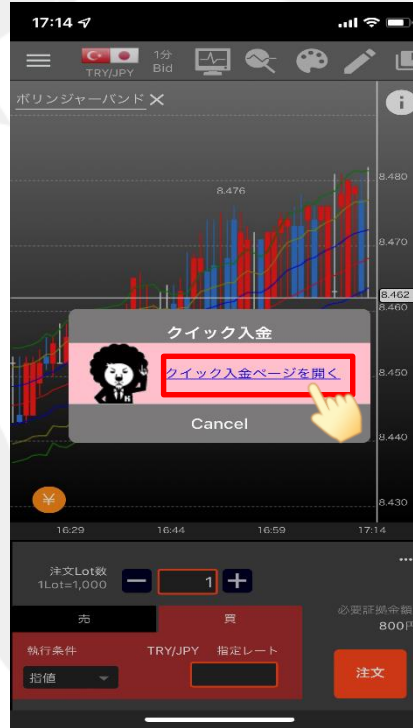 17:14
1分
TRY/JPY Bid
ボリンジャーバンド ×
8.480
8.476
8.470
8.462
8.460
クイック入金
クイック入金ページを開く
8.450
Cancel
8.440
¥
8.430
16:29 16:44 16:59 17:14
注文Lot数
1Lot=1,000
1
売 買
必要証拠金額
800円
執行条件 TRY/JPY 指定レート
指値
注文